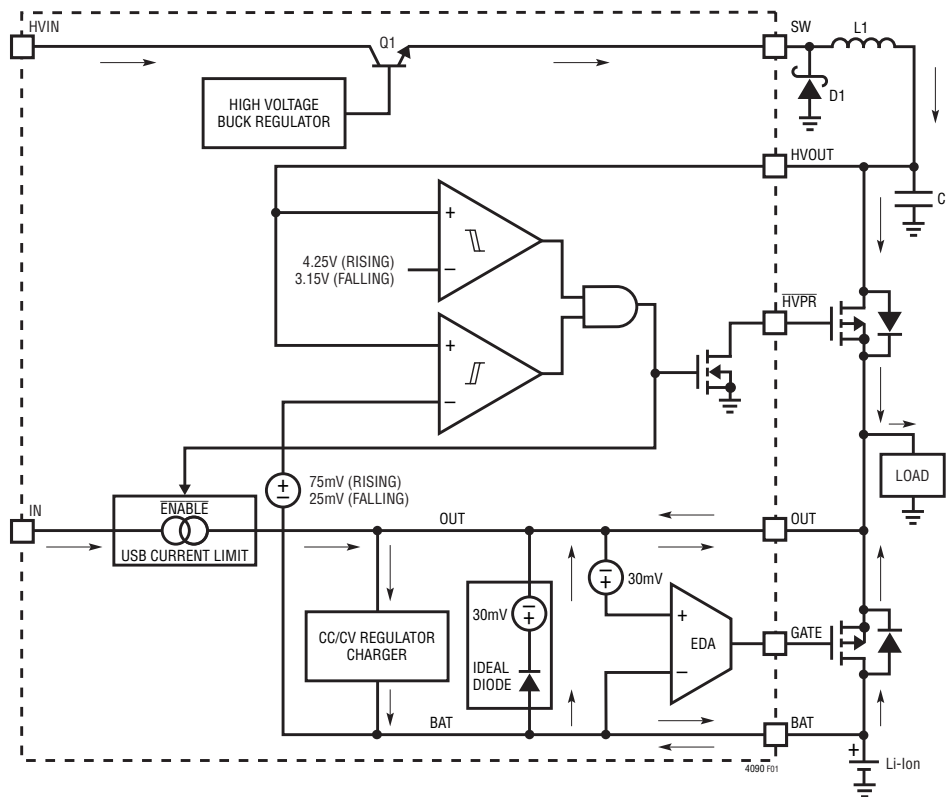 HVIN
Q1
SW
L1
HIGH VOLTAGE
BUCK REGULATOR
D1
HVOUT
C
+
4.25V (RISING)
3.15V (FALLING)
−
HVPR
+
−
75mV (RISING)
25mV (FALLING)
+
−
LOAD
IN
ENABLE
USB CURRENT LIMIT
OUT
OUT
−
+
30mV
−
+
30mV
CC/CV REGULATOR
CHARGER
IDEAL
DIODE
+
EDA
−
GATE
BAT
BAT
+
Li-Ion
4090 F01